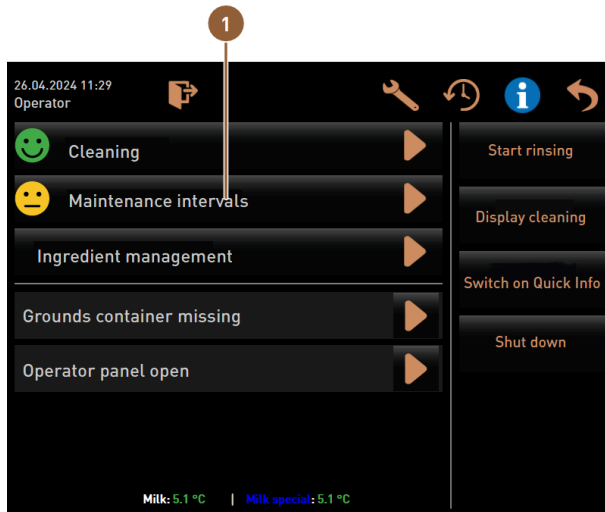 1
26.04.2024 11:29
Operator
Cleaning
Maintenance intervals
Ingredient management
Grounds container missing
Operator panel open
Start rinsing
Display cleaning
Switch on Quick Info
Shut down
Milk: 5.1 °C | Milk special: 5.1 °C